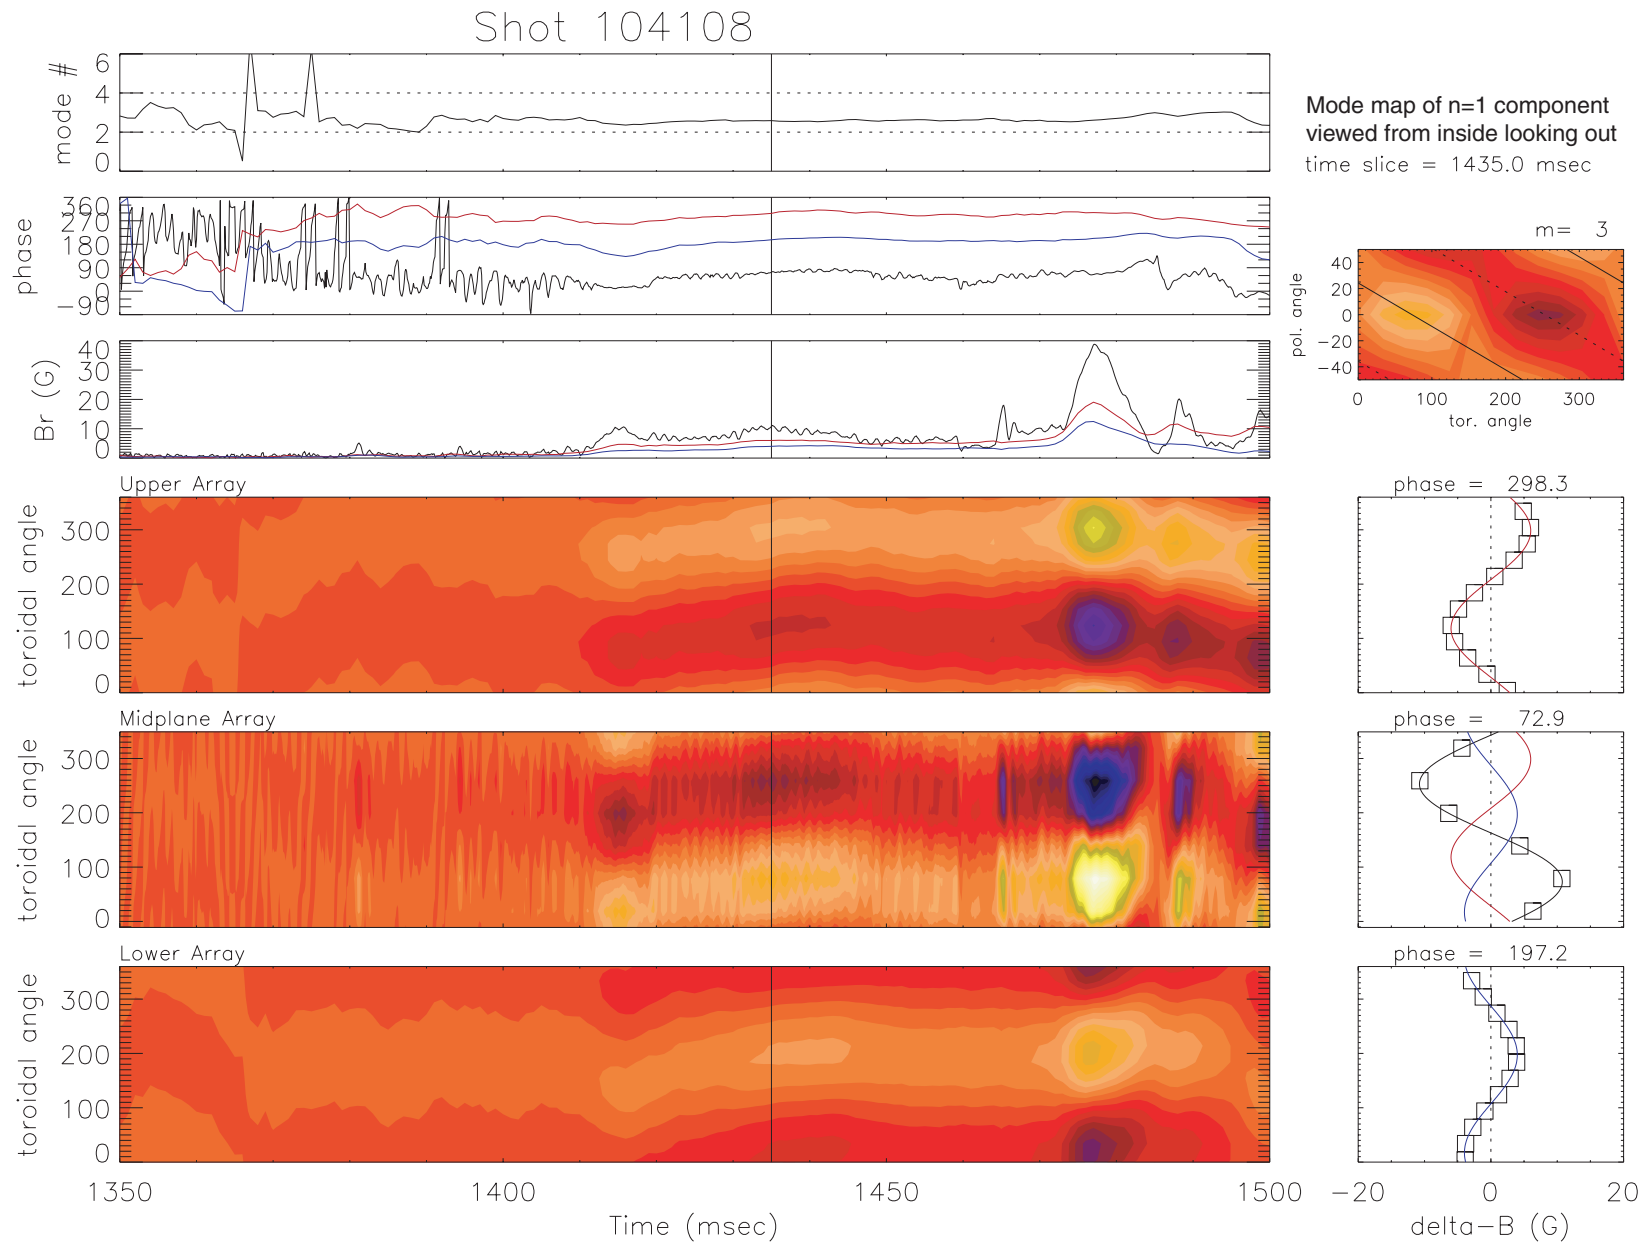 Shot 104108
mode #
6
4
2
0
Mode map of n=1 component
viewed from inside looking out
time slice = 1435.0 msec
phase
360
270
180
90
0
−90
m= 3
pol. angle
40
20
0
−20
−40
0 100 200 300
tor. angle
Br (G)
40
30
20
10
0
Upper Array
toroidal angle
300
200
100
0
phase = 298.3
Midplane Array
toroidal angle
300
200
100
0
phase = 72.9
Lower Array
toroidal angle
300
200
100
0
phase = 197.2
1350 1400 1450 1500
Time (msec)
−20 0 20
delta−B (G)